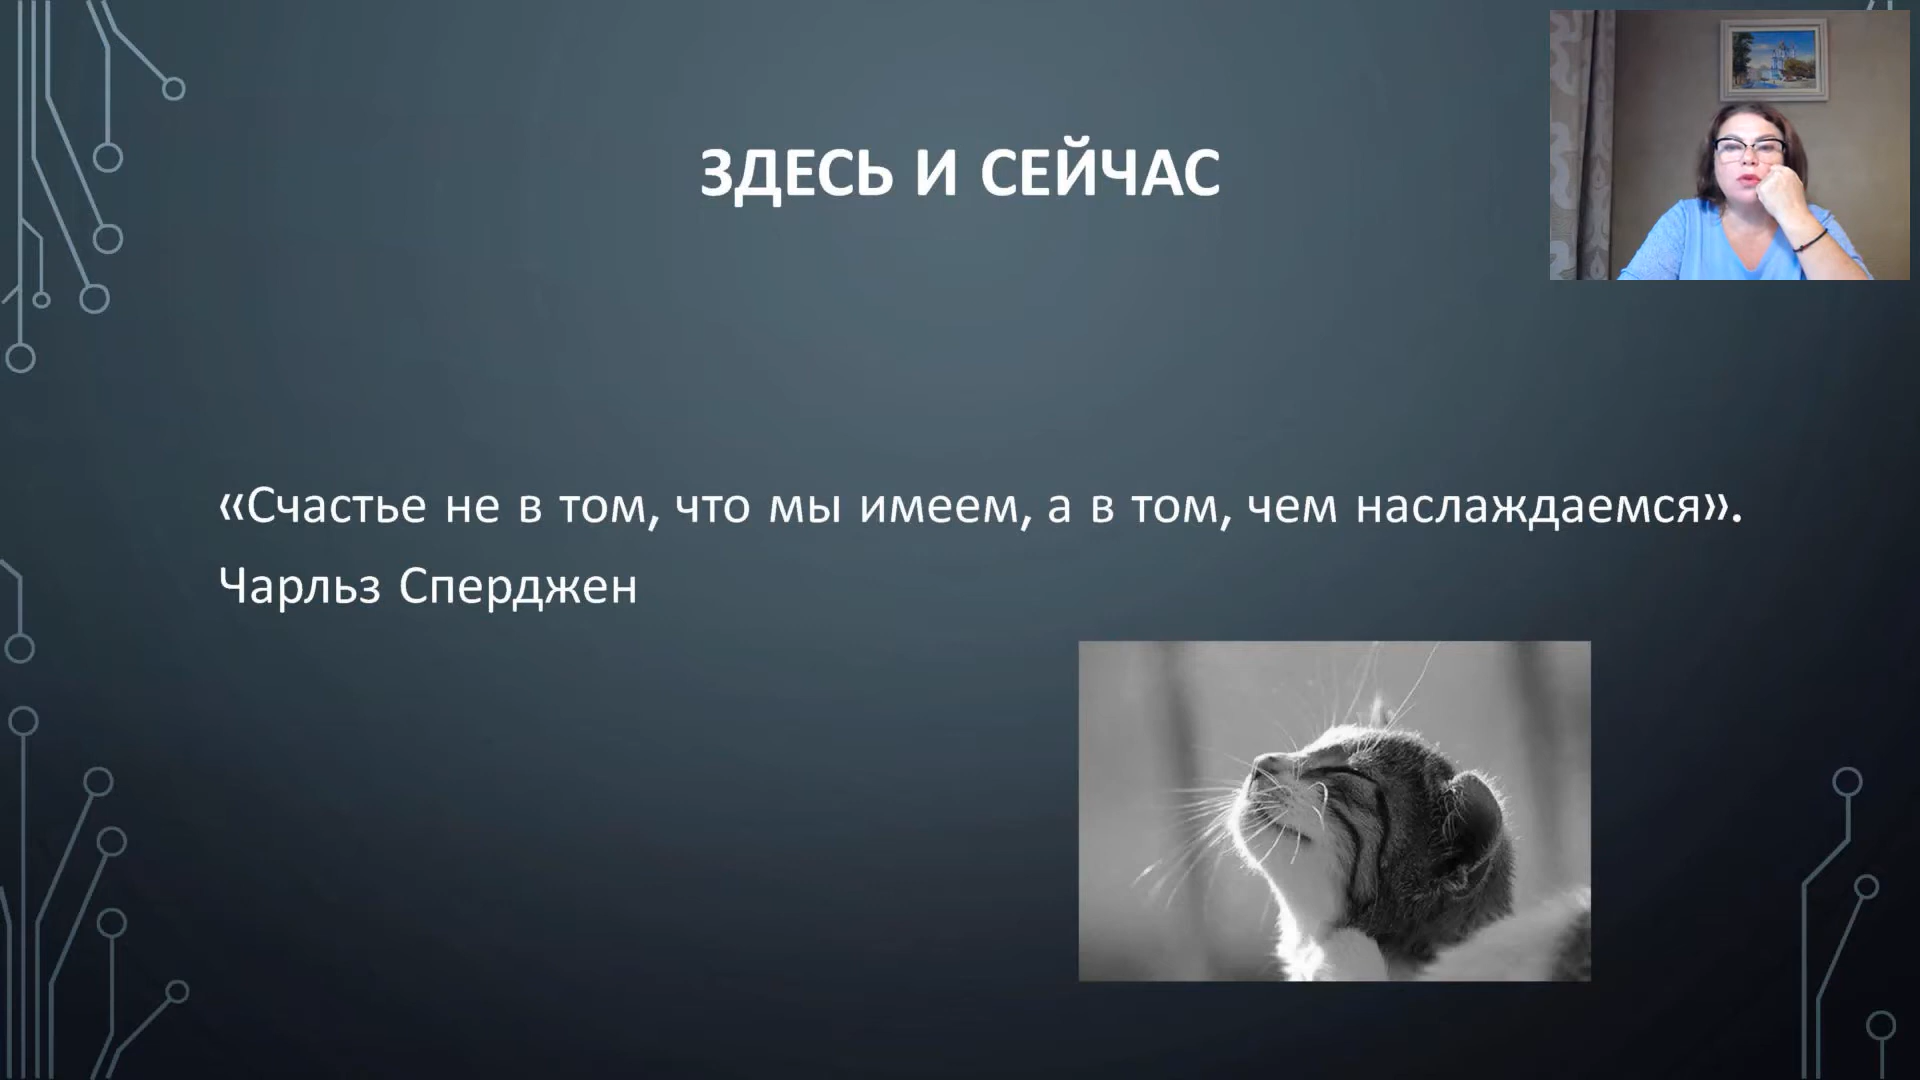 ЗДЕСЬ И СЕЙЧАС
«Счастье не в том, что мы имеем, а в том, чем наслаждаемся».
Чарльз Сперджен